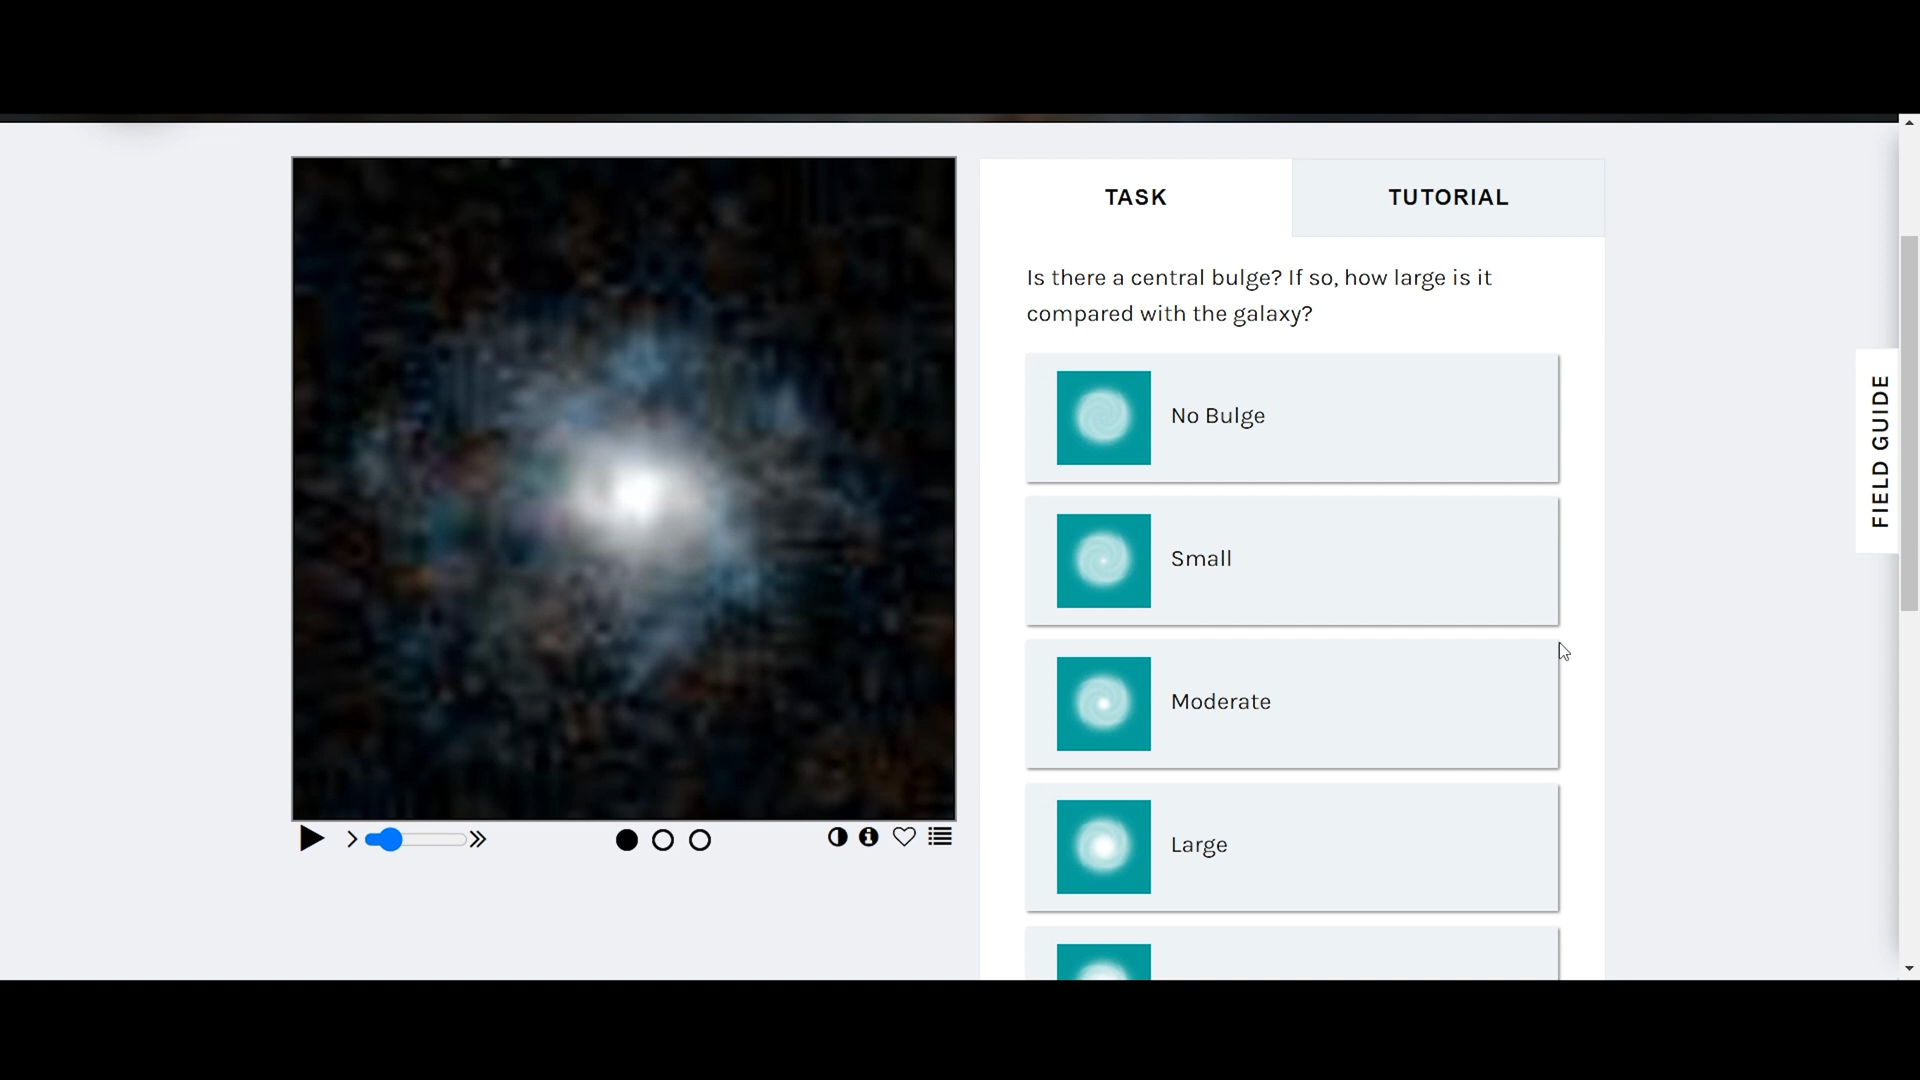 TASK
TUTORIAL
Is there a central bulge? If so, how large is it
compared with the galaxy?
No Bulge
Small
Moderate
Large
FIELD GUIDE